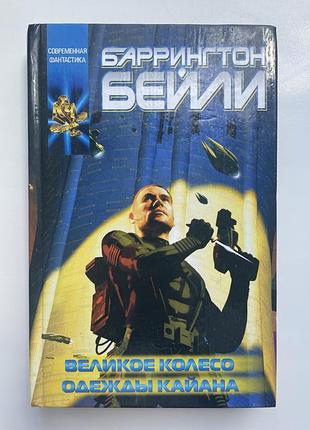 СОВРЕМЕННАЯ
ФАНТАСТИКА
БАРРИНГТОН
БЕЙЛИ
ВЕЛИКОЕ КОЛЕСО
ОДЕЖДЫ КАЙАНА